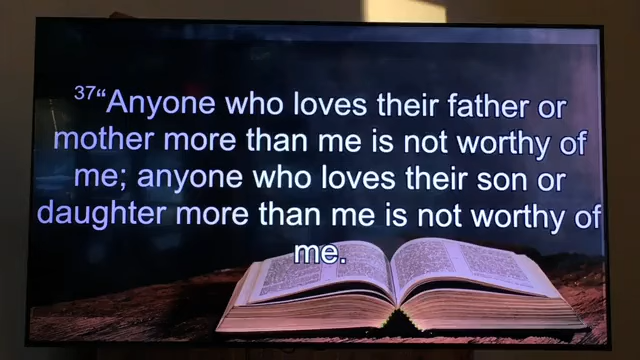 37“Anyone who loves their father or
mother more than me is not worthy of
me; anyone who loves their son or
daughter more than me is not worthy of
me.